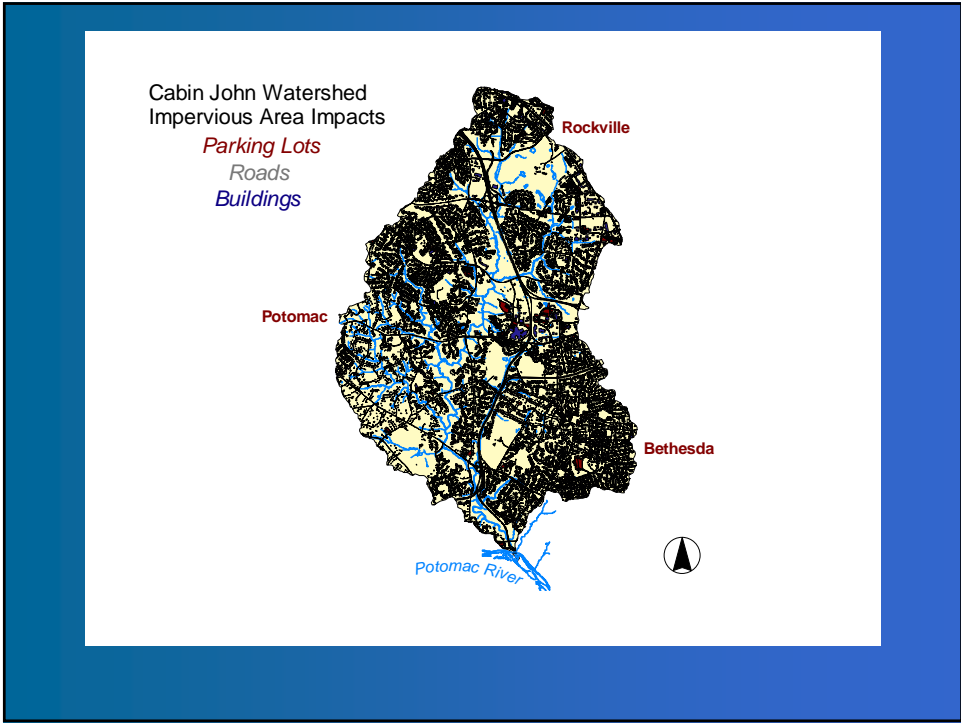 Cabin John Watershed
Impervious Area Impacts
Parking Lots
Roads
Buildings
Rockville
Potomac
Bethesda
Potomac River